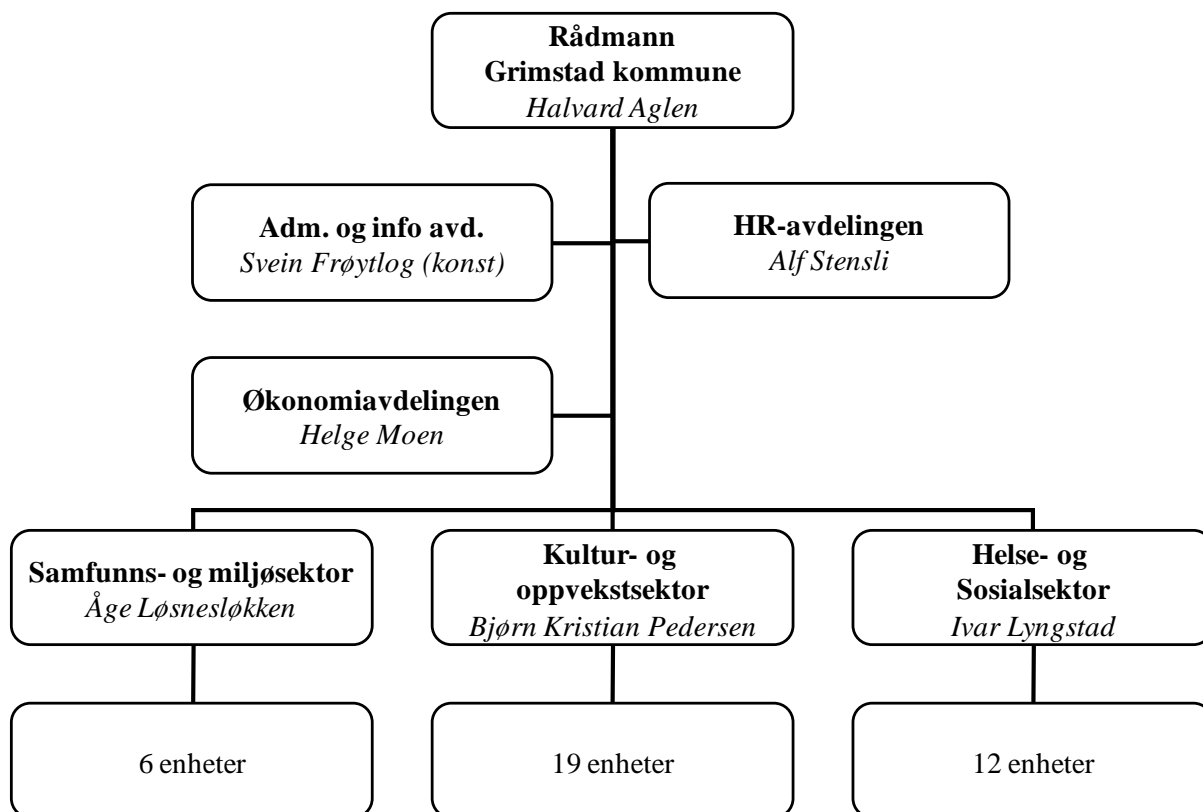 Rådmann
Grimstad kommune
Halvard Aglen
Adm. og info avd.
Svein Frøytlog (konst)
HR-avdelingen
Alf Stensli
Økonomiavdelingen
Helge Moen
Samfunns- og miljøsektor
Åge Løsnesløkken
Kultur- og
oppvekstsektor
Bjørn Kristian Pedersen
Helse- og
Sosialsektor
Ivar Lyngstad
6 enheter
19 enheter
12 enheter